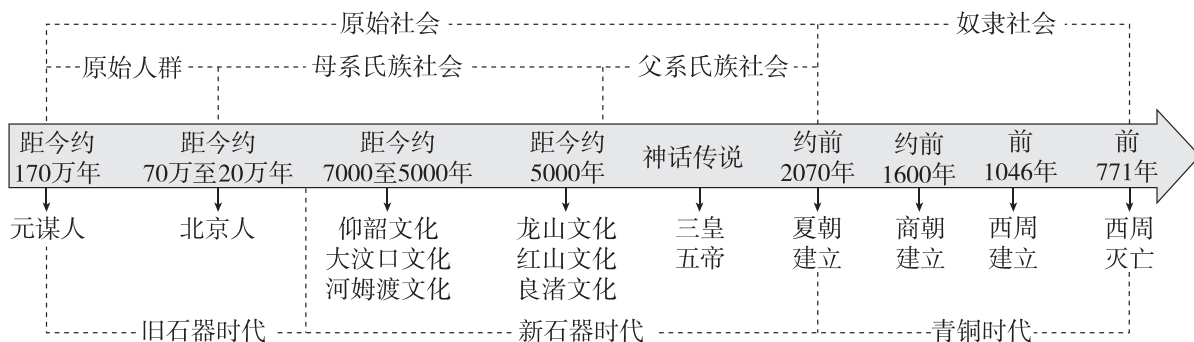 原始社会
奴隶社会
原始人群
母系氏族社会
父系氏族社会
距今约
170万年
距今约
70万至20万年
距今约
7000至5000年
距今约
5000年
神话传说
约前
2070年
约前
1600年
前
1046年
前
771年
元谋人
北京人
仰韶文化
大汶口文化
河姆渡文化
龙山文化
红山文化
良渚文化
三皇
五帝
夏朝
建立
商朝
建立
西周
建立
西周
灭亡
旧石器时代
新石器时代
青铜时代